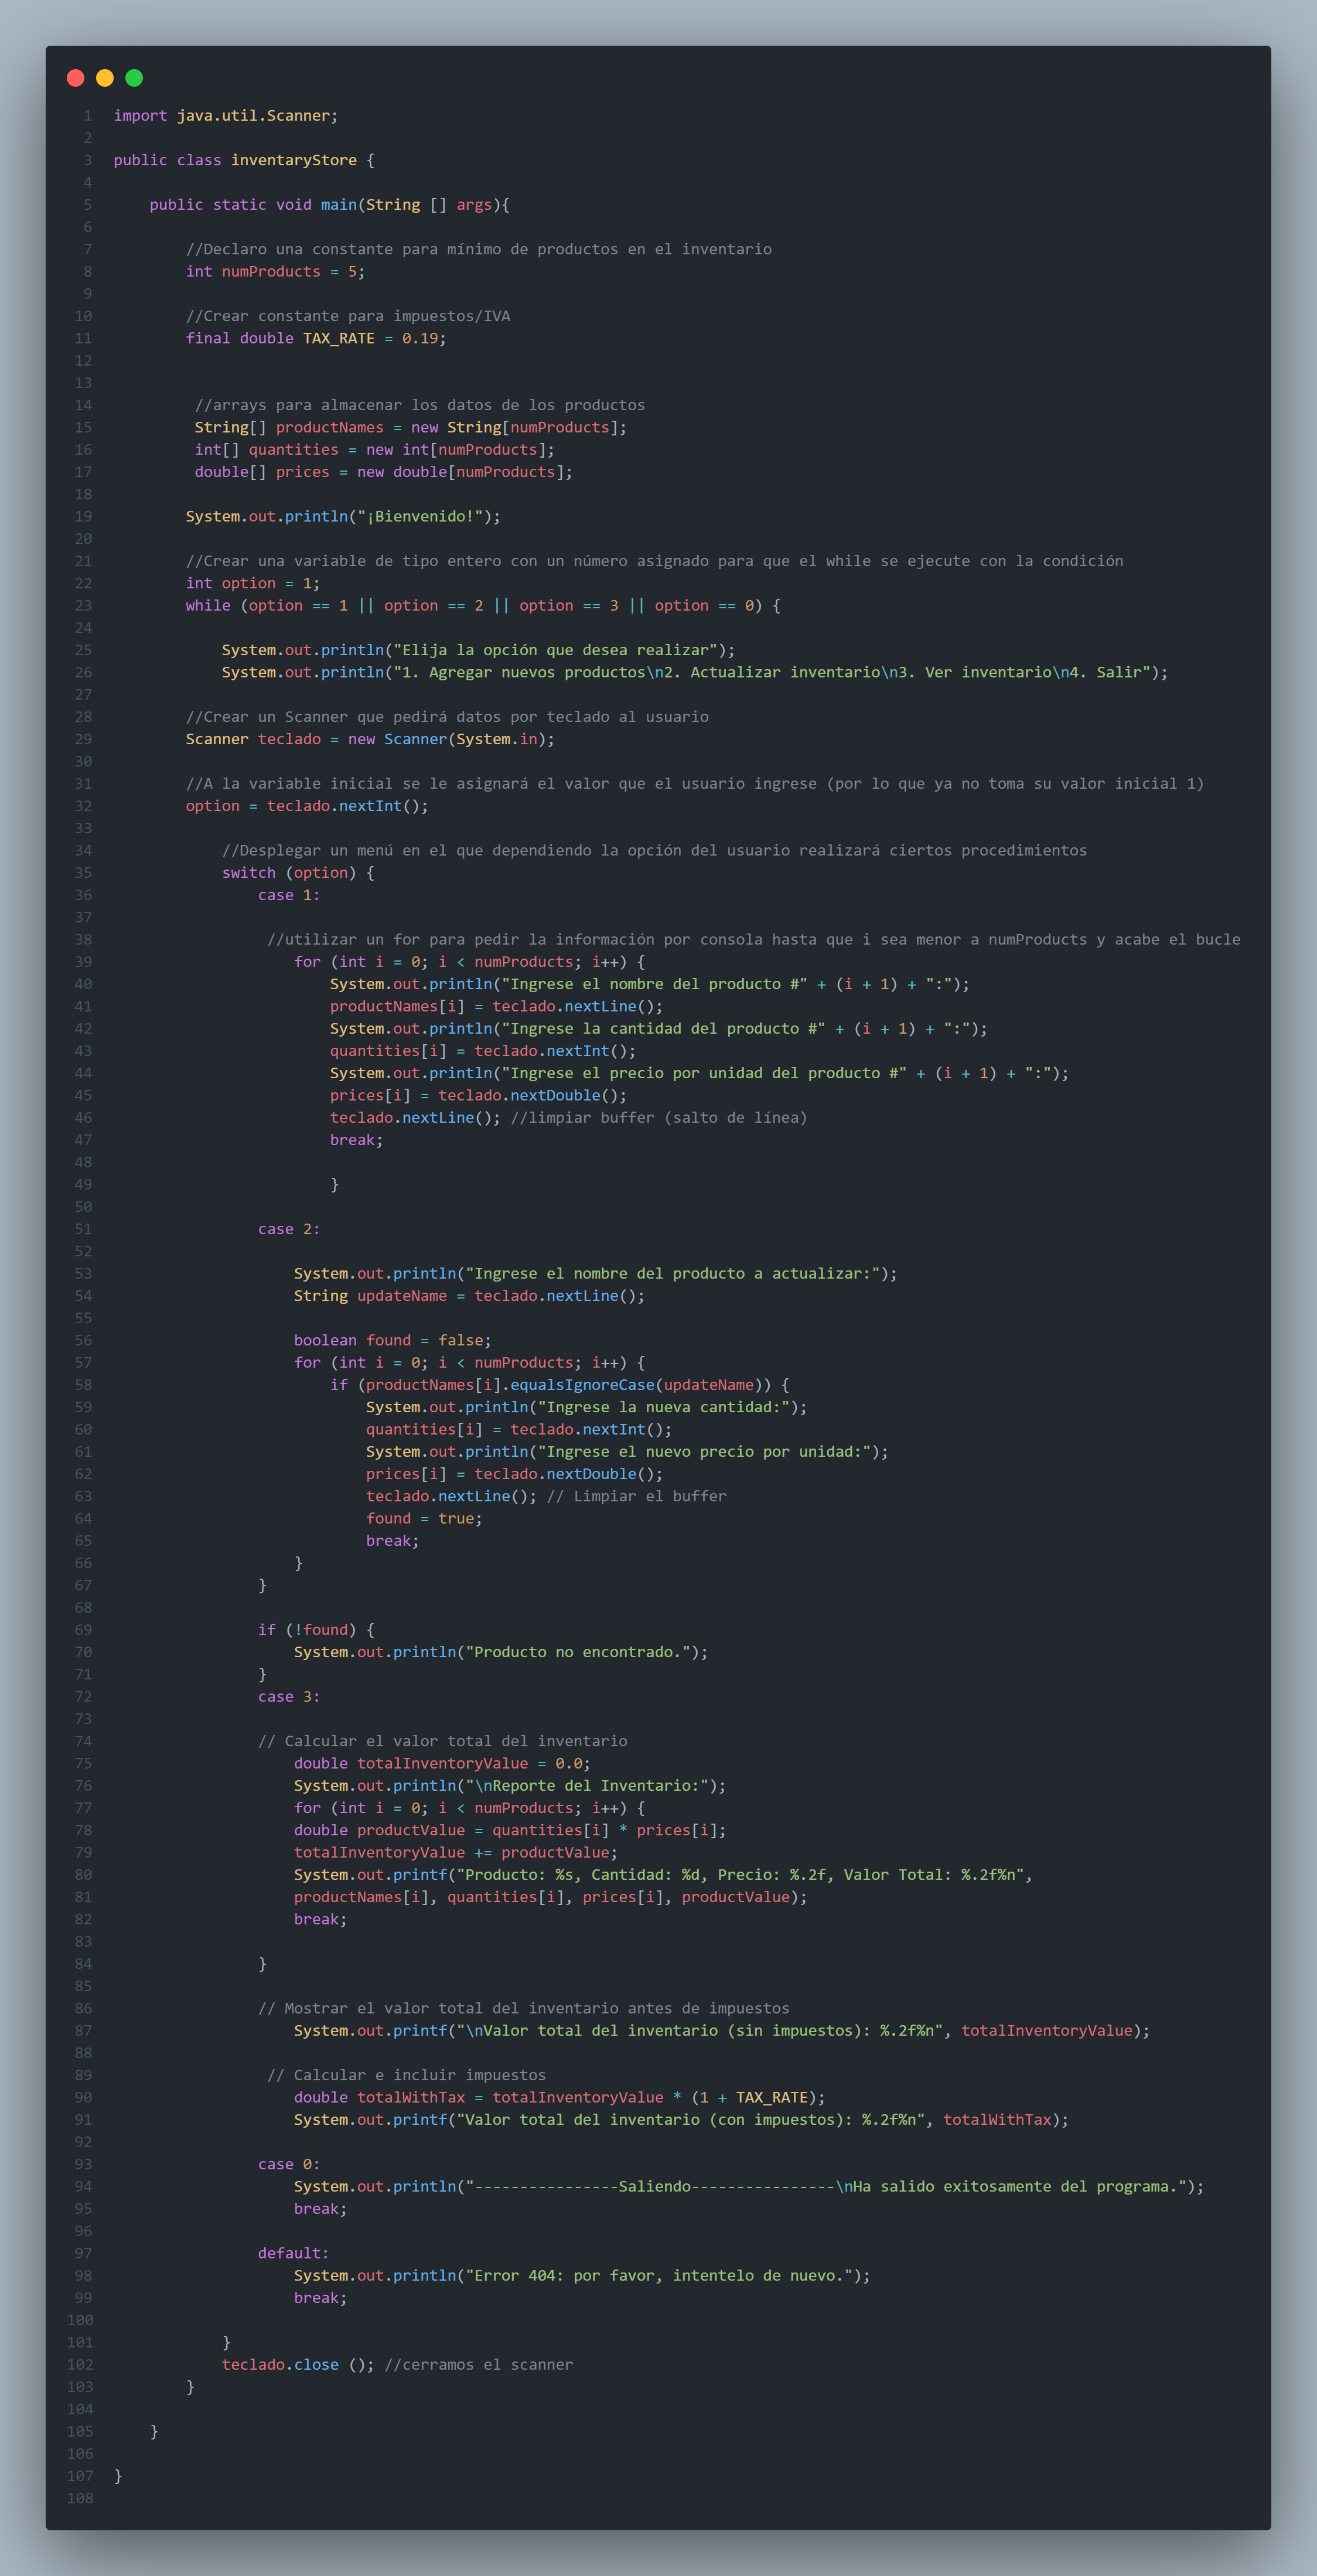 1 import java.util.Scanner;
2
3 public class inventaryStore {
4
5     public static void main(String [] args){
6
7         //Declaro una constante para mínimo de productos en el inventario
8         int numProducts = 5;
9
10         //Crear constante para impuestos/IVA
11         final double TAX_RATE = 0.19;
12
13
14          //arrays para almacenar los datos de los productos
15          String[] productNames = new String[numProducts];
16          int[] quantities = new int[numProducts];
17          double[] prices = new double[numProducts];
18
19         System.out.println("¡Bienvenido!");
20
21         //Crear una variable de tipo entero con un número asignado para que el while se ejecute con la condición
22         int option = 1;
23         while (option == 1 || option == 2 || option == 3 || option == 0) {
24
25             System.out.println("Elija la opción que desea realizar");
26             System.out.println("1. Agregar nuevos productos\n2. Actualizar inventario\n3. Ver inventario\n4. Salir");
27
28         //Crear un Scanner que pedirá datos por teclado al usuario
29         Scanner teclado = new Scanner(System.in);
30
31         //A la variable inicial se le asignará el valor que el usuario ingrese (por lo que ya no toma su valor inicial 1)
32         option = teclado.nextInt();
33
34             //Desplegar un menú en el que dependiendo la opción del usuario realizará ciertos procedimientos
35             switch (option) {
36                 case 1:
37
38                  //utilizar un for para pedir la información por consola hasta que i sea menor a numProducts y acabe el bucle
39                     for (int i = 0; i < numProducts; i++) {
40                         System.out.println("Ingrese el nombre del producto #" + (i + 1) + ":");
41                         productNames[i] = teclado.nextLine();
42                         System.out.println("Ingrese la cantidad del producto #" + (i + 1) + ":");
43                         quantities[i] = teclado.nextInt();
44                         System.out.println("Ingrese el precio por unidad del producto #" + (i + 1) + ":");
45                         prices[i] = teclado.nextDouble();
46                         teclado.nextLine(); //limpiar buffer (salto de línea)
47                         break;
48
49                         }
50
51                 case 2:
52
53                     System.out.println("Ingrese el nombre del producto a actualizar:");
54                     String updateName = teclado.nextLine();
55
56                     boolean found = false;
57                     for (int i = 0; i < numProducts; i++) {
58                         if (productNames[i].equalsIgnoreCase(updateName)) {
59                             System.out.println("Ingrese la nueva cantidad:");
60                             quantities[i] = teclado.nextInt();
61                             System.out.println("Ingrese el nuevo precio por unidad:");
62                             prices[i] = teclado.nextDouble();
63                             teclado.nextLine(); // Limpiar el buffer
64                             found = true;
65                             break;
66                     }
67                 }
68
69                 if (!found) {
70                     System.out.println("Producto no encontrado.");
71                 }
72                 case 3:
73
74                 // Calcular el valor total del inventario
75                     double totalInventoryValue = 0.0;
76                     System.out.println("\nReporte del Inventario:");
77                     for (int i = 0; i < numProducts; i++) {
78                     double productValue = quantities[i] * prices[i];
79                     totalInventoryValue += productValue;
80                     System.out.printf("Producto: %s, Cantidad: %d, Precio: %.2f, Valor Total: %.2f%n",
81                     productNames[i], quantities[i], prices[i], productValue);
82                     break;
83
84                 }
85
86                 // Mostrar el valor total del inventario antes de impuestos
87                     System.out.printf("\nValor total del inventario (sin impuestos): %.2f%n", totalInventoryValue);
88
89                  // Calcular e incluir impuestos
90                     double totalWithTax = totalInventoryValue * (1 + TAX_RATE);
91                     System.out.printf("Valor total del inventario (con impuestos): %.2f%n", totalWithTax);
92
93                 case 0:
94                     System.out.println("----------------Saliendo----------------\nHa salido exitosamente del programa.");
95                     break;
96
97                 default:
98                     System.out.println("Error 404: por favor, intentelo de nuevo.");
99                     break;
100
101             }
102             teclado.close (); //cerramos el scanner
103         }
104
105     }
106
107 }
108